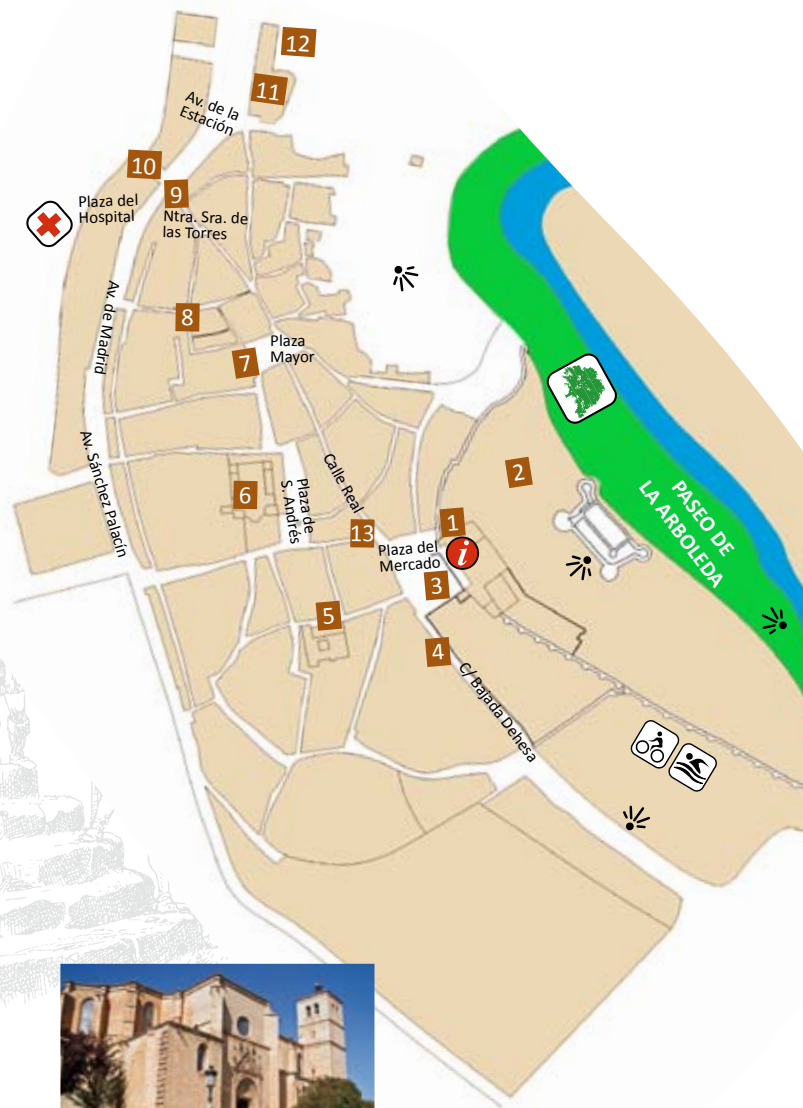 12
11
Av. de la
Estación
10
9
Plaza del
Hospital
Ntra. Sra. de
las Torres
Av. de Madrid
8
Plaza
Mayor
7
Av. Sánchez Palacín
6
Plaza de
S. Andrés
Calle Real
13
2
1
i
Plaza del
Mercado
3
PASEO DE
LA ARBOLEDA
5
4
C/ Bajada Dehesa